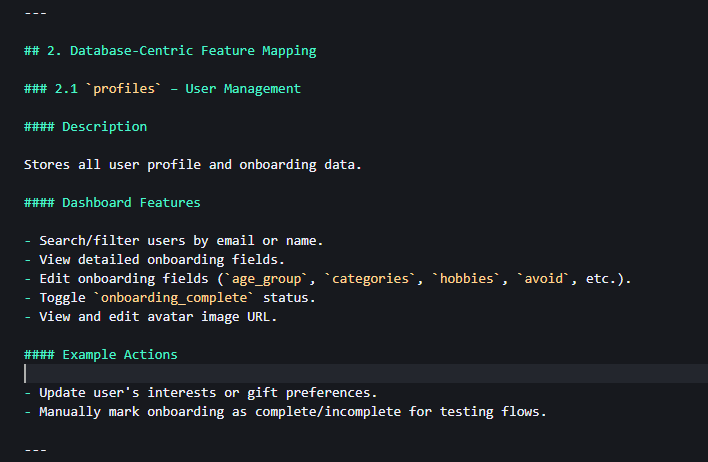 ---
## 2. Database-Centric Feature Mapping
### 2.1 `profiles` – User Management
#### Description
Stores all user profile and onboarding data.
#### Dashboard Features
- Search/filter users by email or name.
- View detailed onboarding fields.
- Edit onboarding fields (`age_group`, `categories`, `hobbies`, `avoid`, etc.).
- Toggle `onboarding_complete` status.
- View and edit avatar image URL.
#### Example Actions
- Update user's interests or gift preferences.
- Manually mark onboarding as complete/incomplete for testing flows.
---